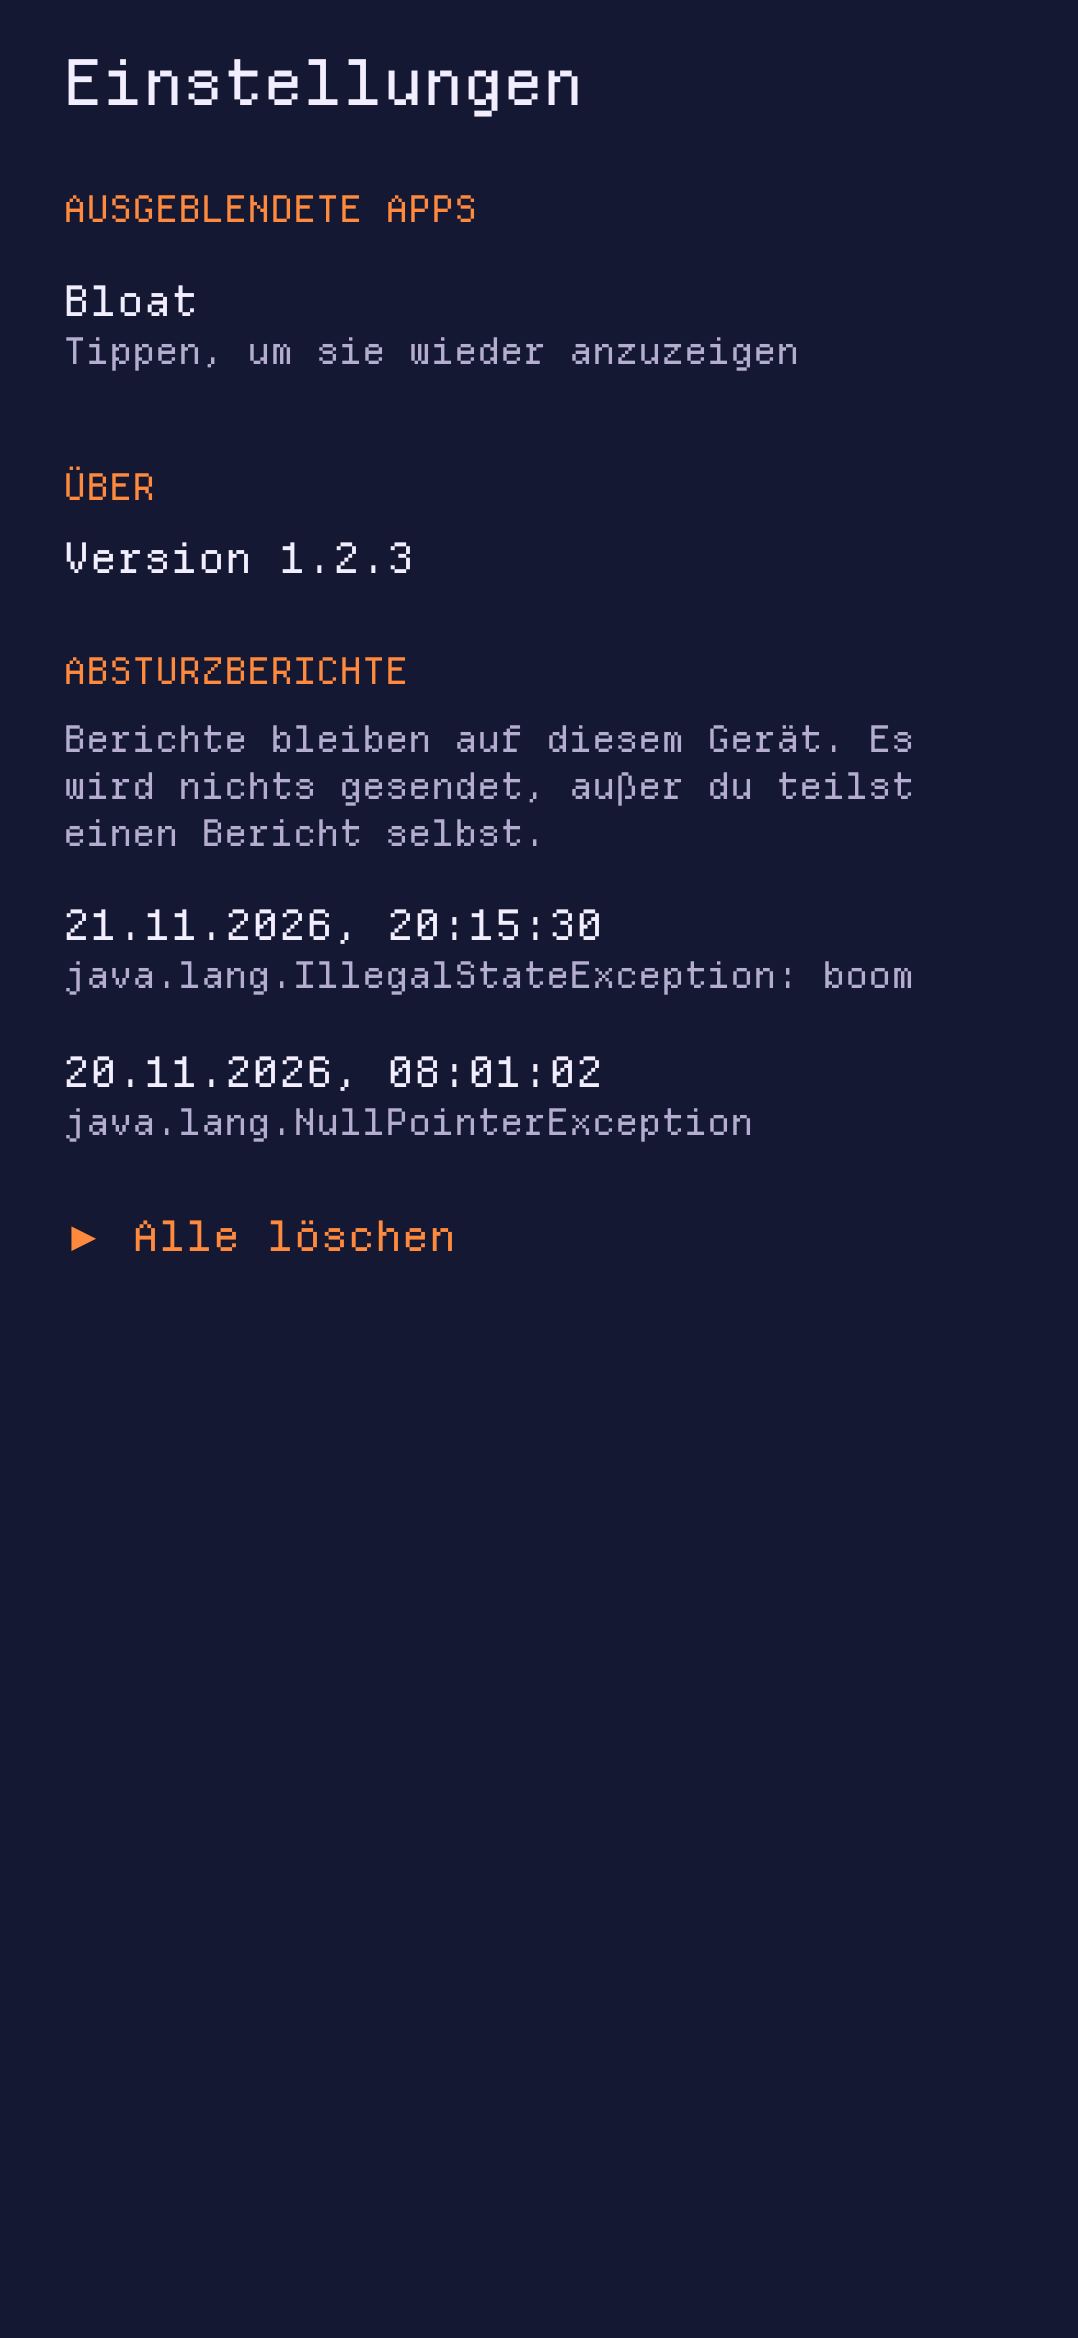 Einstellungen
AUSGEBLENDETE APPS
Bloat
Tippen, um sie wieder anzuzeigen
ÜBER
Version 1.2.3
ABSTURZBERICHTE
Berichte bleiben auf diesem Gerät. Es
wird nichts gesendet, außer du teilst
einen Bericht selbst.
21.11.2026, 20:15:30
java.lang.IllegalStateException: boom
20.11.2026, 08:01:02
java.lang.NullPointerException
► Alle löschen